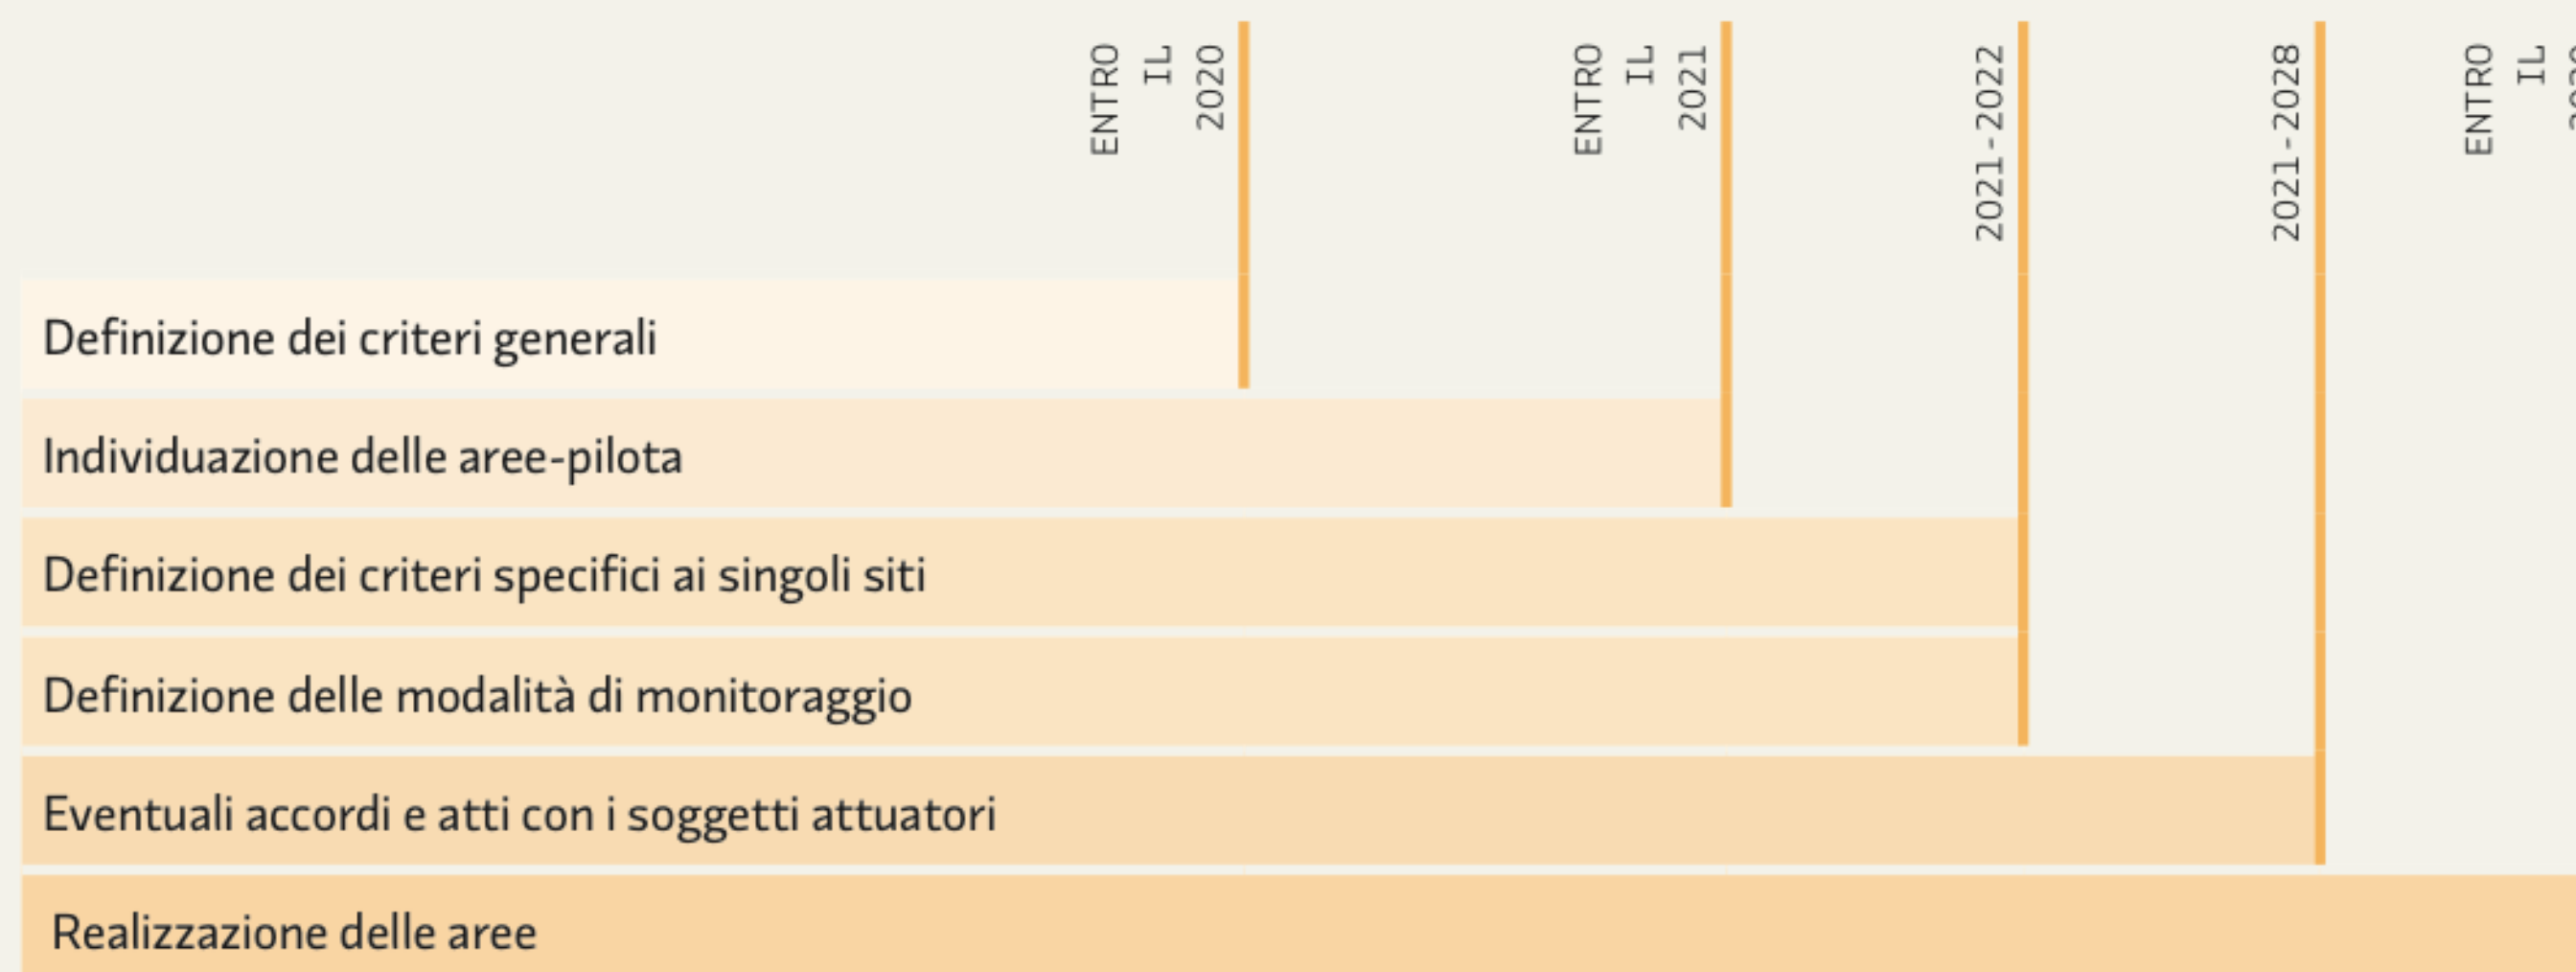 ENTRO
IL
2020
ENTRO
IL
2021
2021-2022
2021-2028
ENTRO
IL
Definizione dei criteri generali
Individuazione delle aree-pilota
Definizione dei criteri specifici ai singoli siti
Definizione delle modalità di monitoraggio
Eventuali accordi e atti con i soggetti attuatori
Realizzazione delle aree